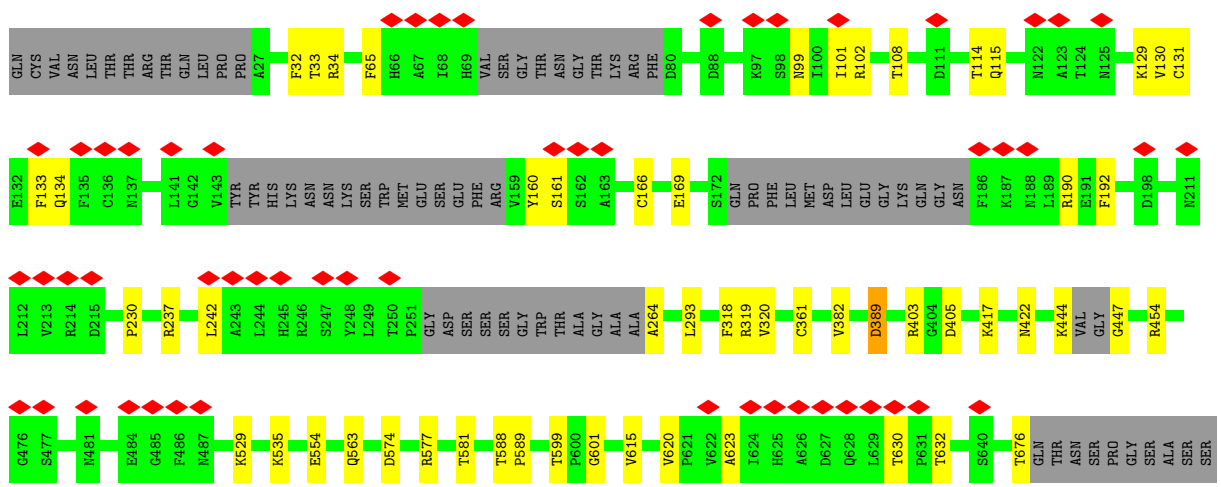 GLN CYS VAL ASN LEU THR THR ARG THR GLN LEU PRO PRO A27 F32 T33 R34 F65 H66 A67 I68 H69 VAL SER GLY THR ASN GLY THR LYS ARG PHE D80 D88 K97 S98 N99 I100 I101 R102 T108 D111 T114 Q115 N122 A123 T124 N125 K129 V130 C131
E132 F133 Q134 F135 C136 N137 L141 G142 V143 TYR TYR HIS LYS ASN ASN LYS SER TRP MET GLU SER GLU PHE ARG V159 Y160 S161 S162 A163 C166 E169 S172 GLN PRO PHE LEU MET ASP LEU GLU GLY LYS GLN GLY ASN F186 K187 N188 L189 R190 E191 F192 D198 N211
L212 V213 R214 D215 P230 R237 L242 A243 L244 H245 R246 S247 Y248 L249 T250 P251 GLY ASP SER SER SER GLY TRP THR ALA GLY ALA ALA A264 L293 F318 R319 V320 C361 V382 D389 R403 G404 D405 K417 N422 K444 VAL GLY G447 R454
G476 S477 N481 E484 G485 F486 N487 K529 K535 E554 Q563 D574 R577 T581 T588 P589 T599 P600 G601 V615 V620 P621 V622 A623 I624 H625 A626 D627 Q628 L629 T630 P631 T632 S640 T676 GLN THR ASN SER PRO GLY SER ALA SER SER